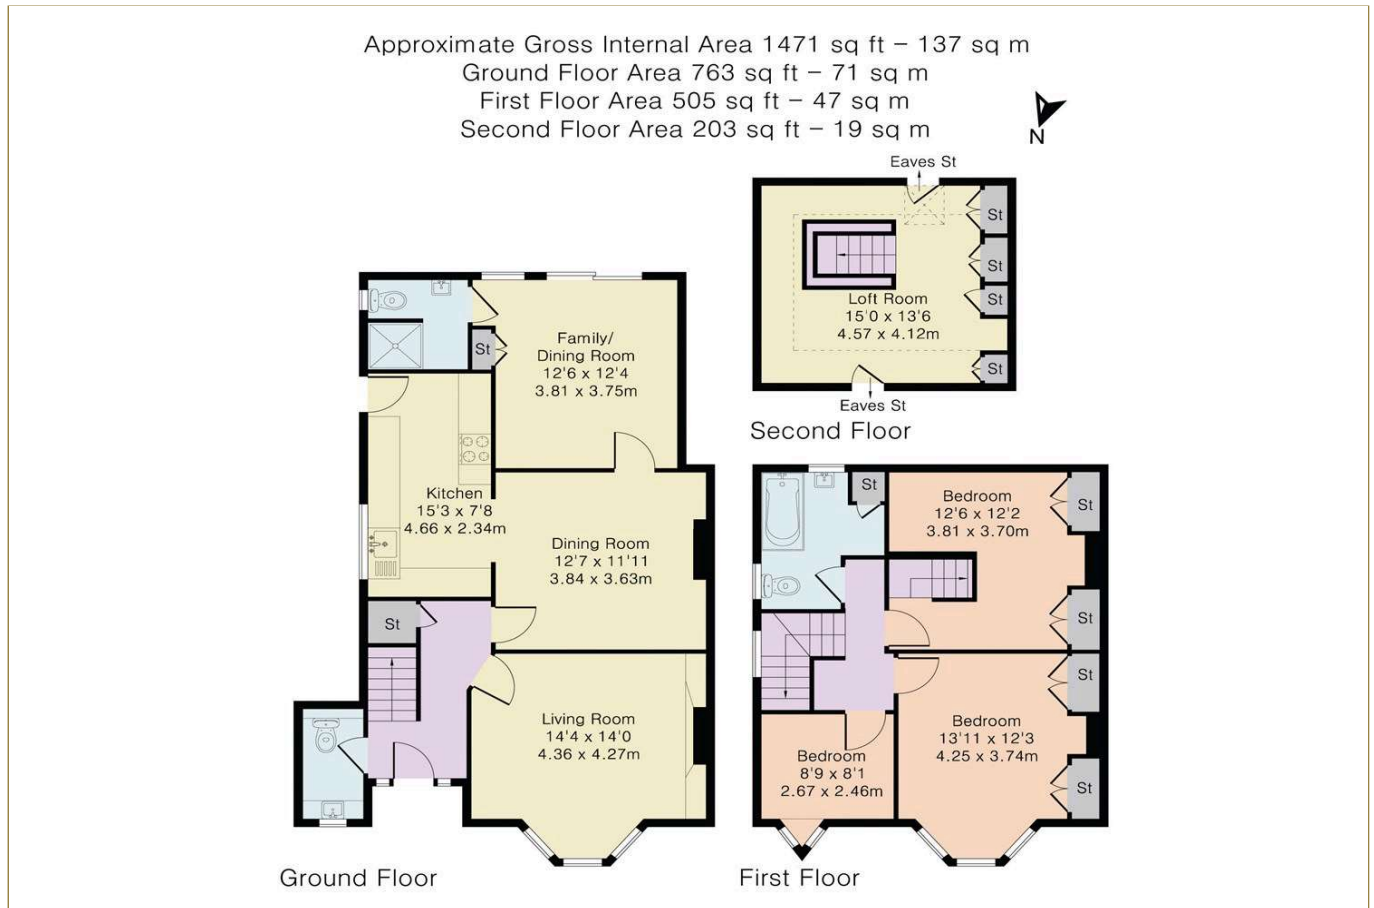 Approximate Gross Internal Area 1471 sq ft – 137 sq m
Ground Floor Area 763 sq ft – 71 sq m
First Floor Area 505 sq ft – 47 sq m
Second Floor Area 203 sq ft – 19 sq m
N
Eaves St
St
St
St
St
Loft Room
15'0 x 13'6
4.57 x 4.12m
Eaves St
Second Floor
Family/
Dining Room
12'6 x 12'4
3.81 x 3.75m
St
Kitchen
15'3 x 7'8
4.66 x 2.34m
Dining Room
12'7 x 11'11
3.84 x 3.63m
St
Living Room
14'4 x 14'0
4.36 x 4.27m
Ground Floor
St
Bedroom
12'6 x 12'2
3.81 x 3.70m
St
St
St
Bedroom
13'11 x 12'3
4.25 x 3.74m
St
Bedroom
8'9 x 8'1
2.67 x 2.46m
First Floor